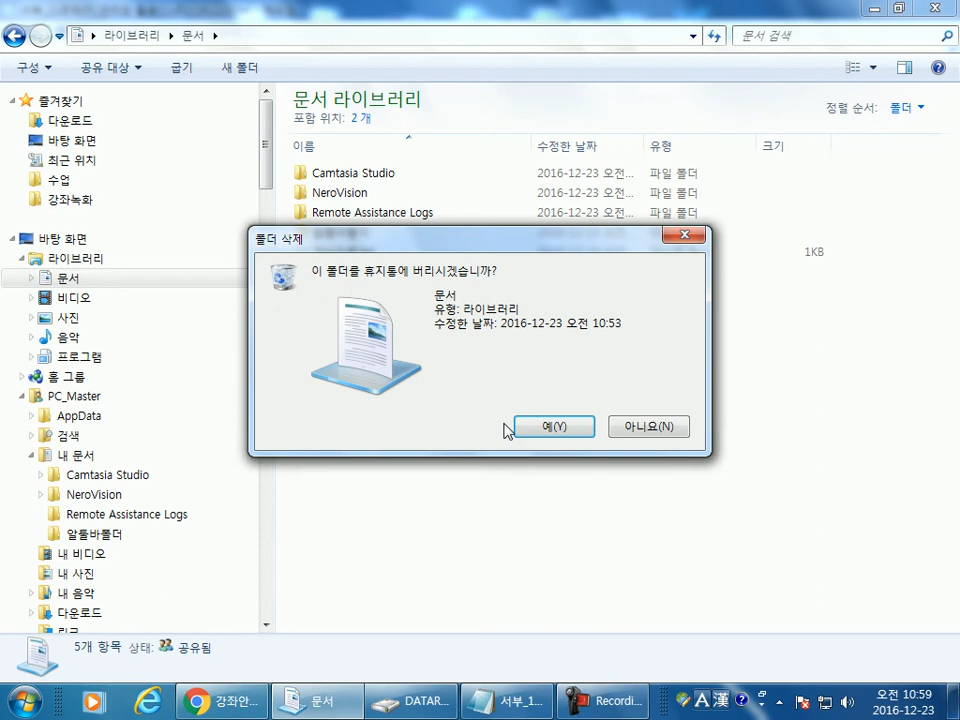 라이브러리 ▸ 문서 ▸
문서 검색
구성 공유 대상 굽기 새 폴더
즐겨찾기
다운로드
바탕 화면
최근 위치
수업
강좌녹화
바탕 화면
라이브러리
문서
비디오
사진
음악
프로그램
홈 그룹
PC_Master
AppData
검색
내 문서
Camtasia Studio
NeroVision
Remote Assistance Logs
알툴바폴더
내 비디오
내 사진
내 음악
다운로드
링크
문서 라이브러리
포함 위치: 2 개
정렬 순서: 폴더
이름 수정한 날짜 유형 크기
Camtasia Studio 2016-12-23 오전... 파일 폴더
NeroVision 2016-12-23 오전... 파일 폴더
Remote Assistance Logs 2016-12-23 오전... 파일 폴더
1KB
폴더 삭제
이 폴더를 휴지통에 버리시겠습니까?
문서
유형: 라이브러리
수정한 날짜: 2016-12-23 오전 10:53
예(Y) 아니요(N)
5개 항목 상태: 공유됨
강좌안... 문서 DATAR... 서부_1... Recordi...
A 漢
오전 10:59
2016-12-23